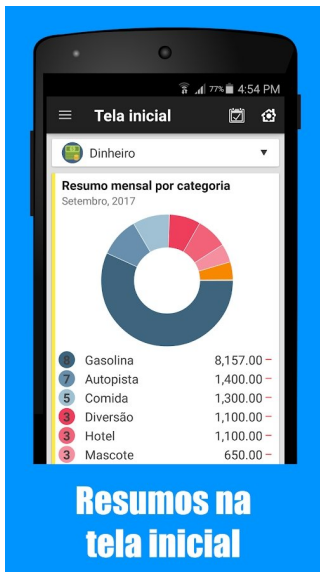 77% 4:54 PM
Tela inicial
Dinheiro
Resumo mensal por categoria
Setembro, 2017
8 Gasolina 8,157.00 −
7 Autopista 1,400.00 −
5 Comida 1,300.00 −
3 Diversão 1,100.00 −
3 Hotel 1,100.00 −
3 Mascote 650.00 −
Resumos na
tela inicial